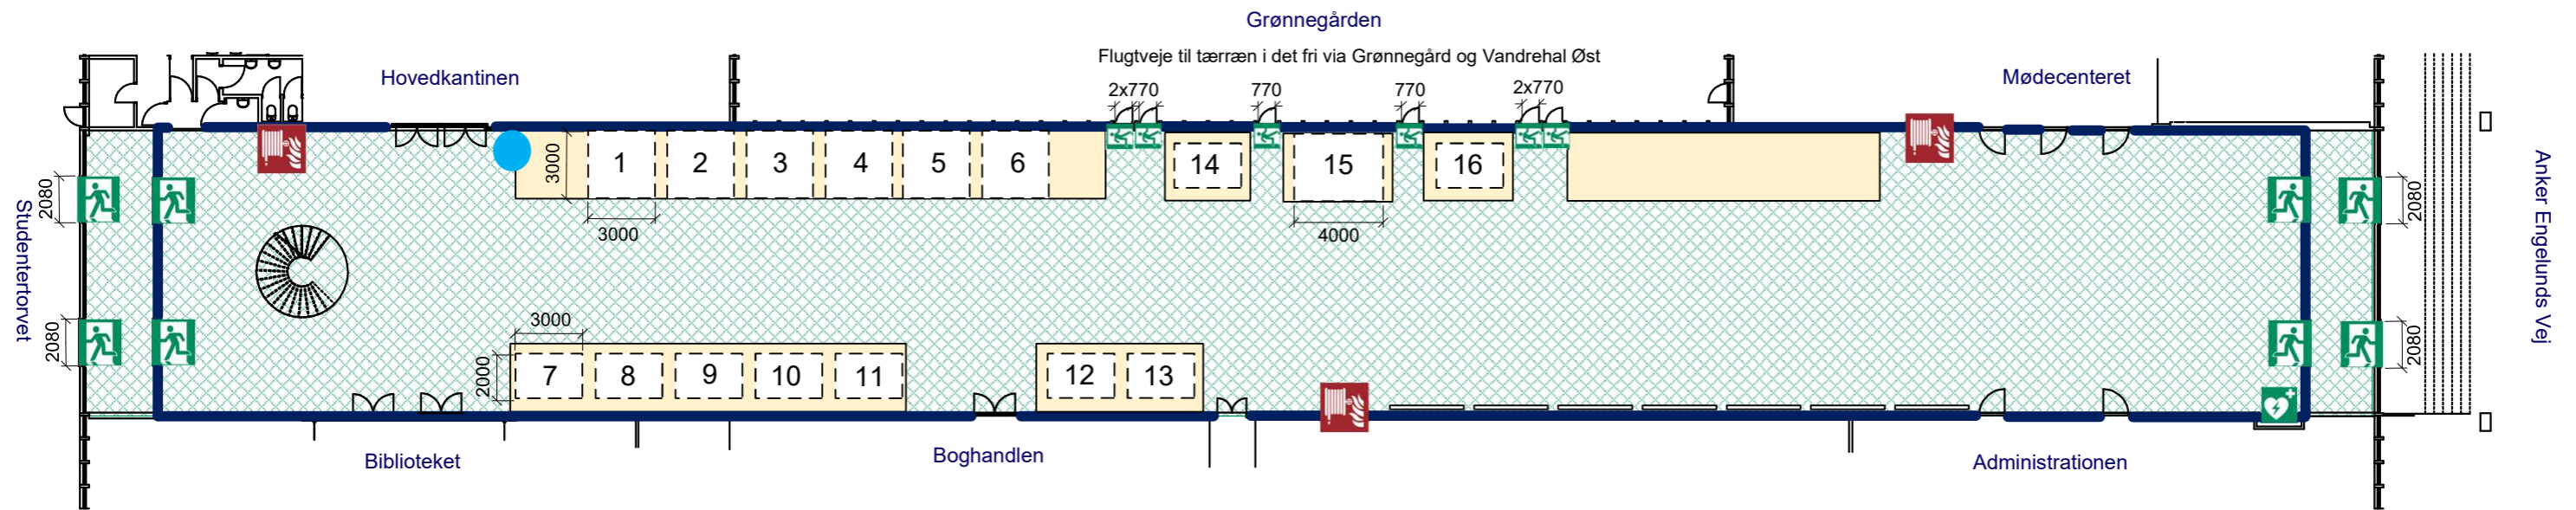 Grønnegården
Flugtveje til tærræn i det fri via Grønnegård og Vandrehal Øst
Hovedkantinen
Mødecenteret
2x770
770
770
2x770
3000
1
2
3
4
5
6
14
15
16
3000
4000
2080
2080
Studentertorvet
2080
2080
Anker Engelunds Vej
3000
2000
7
8
9
10
11
12
13
Biblioteket
Boghandlen
Administrationen